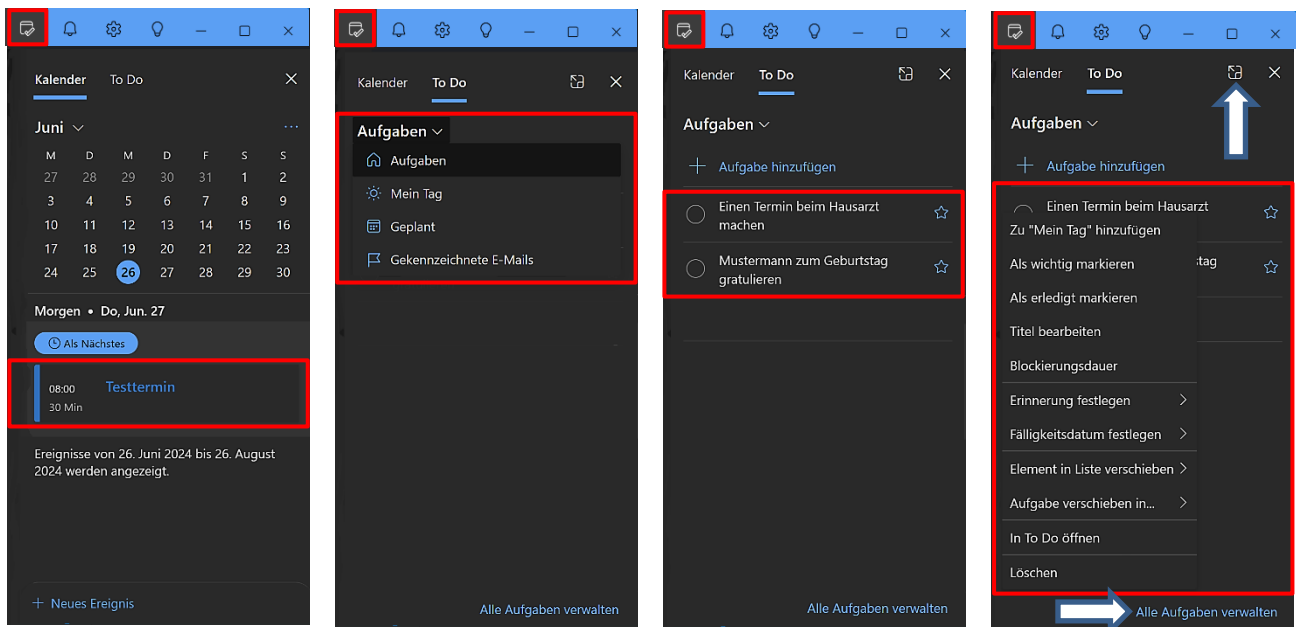 Kalender To Do
Juni
M D M D F S S
27 28 29 30 31 1 2
3 4 5 6 7 8 9
10 11 12 13 14 15 16
17 18 19 20 21 22 23
24 25 26 27 28 29 30
Morgen • Do, Jun. 27
Als Nächstes
08:00 Testtermin
30 Min
Ereignisse von 26. Juni 2024 bis 26. August
2024 werden angezeigt.
+ Neues Ereignis
Kalender To Do
Aufgaben
Aufgaben
Mein Tag
Geplant
Gekennzeichnete E-Mails
Alle Aufgaben verwalten
Kalender To Do
Aufgaben
Aufgabe hinzufügen
Einen Termin beim Hausarzt
machen
Mustermann zum Geburtstag
gratulieren
Alle Aufgaben verwalten
Kalender To Do
Aufgaben
Aufgabe hinzufügen
Einen Termin beim Hausarzt
Zu "Mein Tag" hinzufügen
Als wichtig markieren tag
Als erledigt markieren
Titel bearbeiten
Blockierungsdauer
Erinnerung festlegen
Fälligkeitsdatum festlegen
Element in Liste verschieben
Aufgabe verschieben in...
In To Do öffnen
Löschen
Alle Aufgaben verwalten